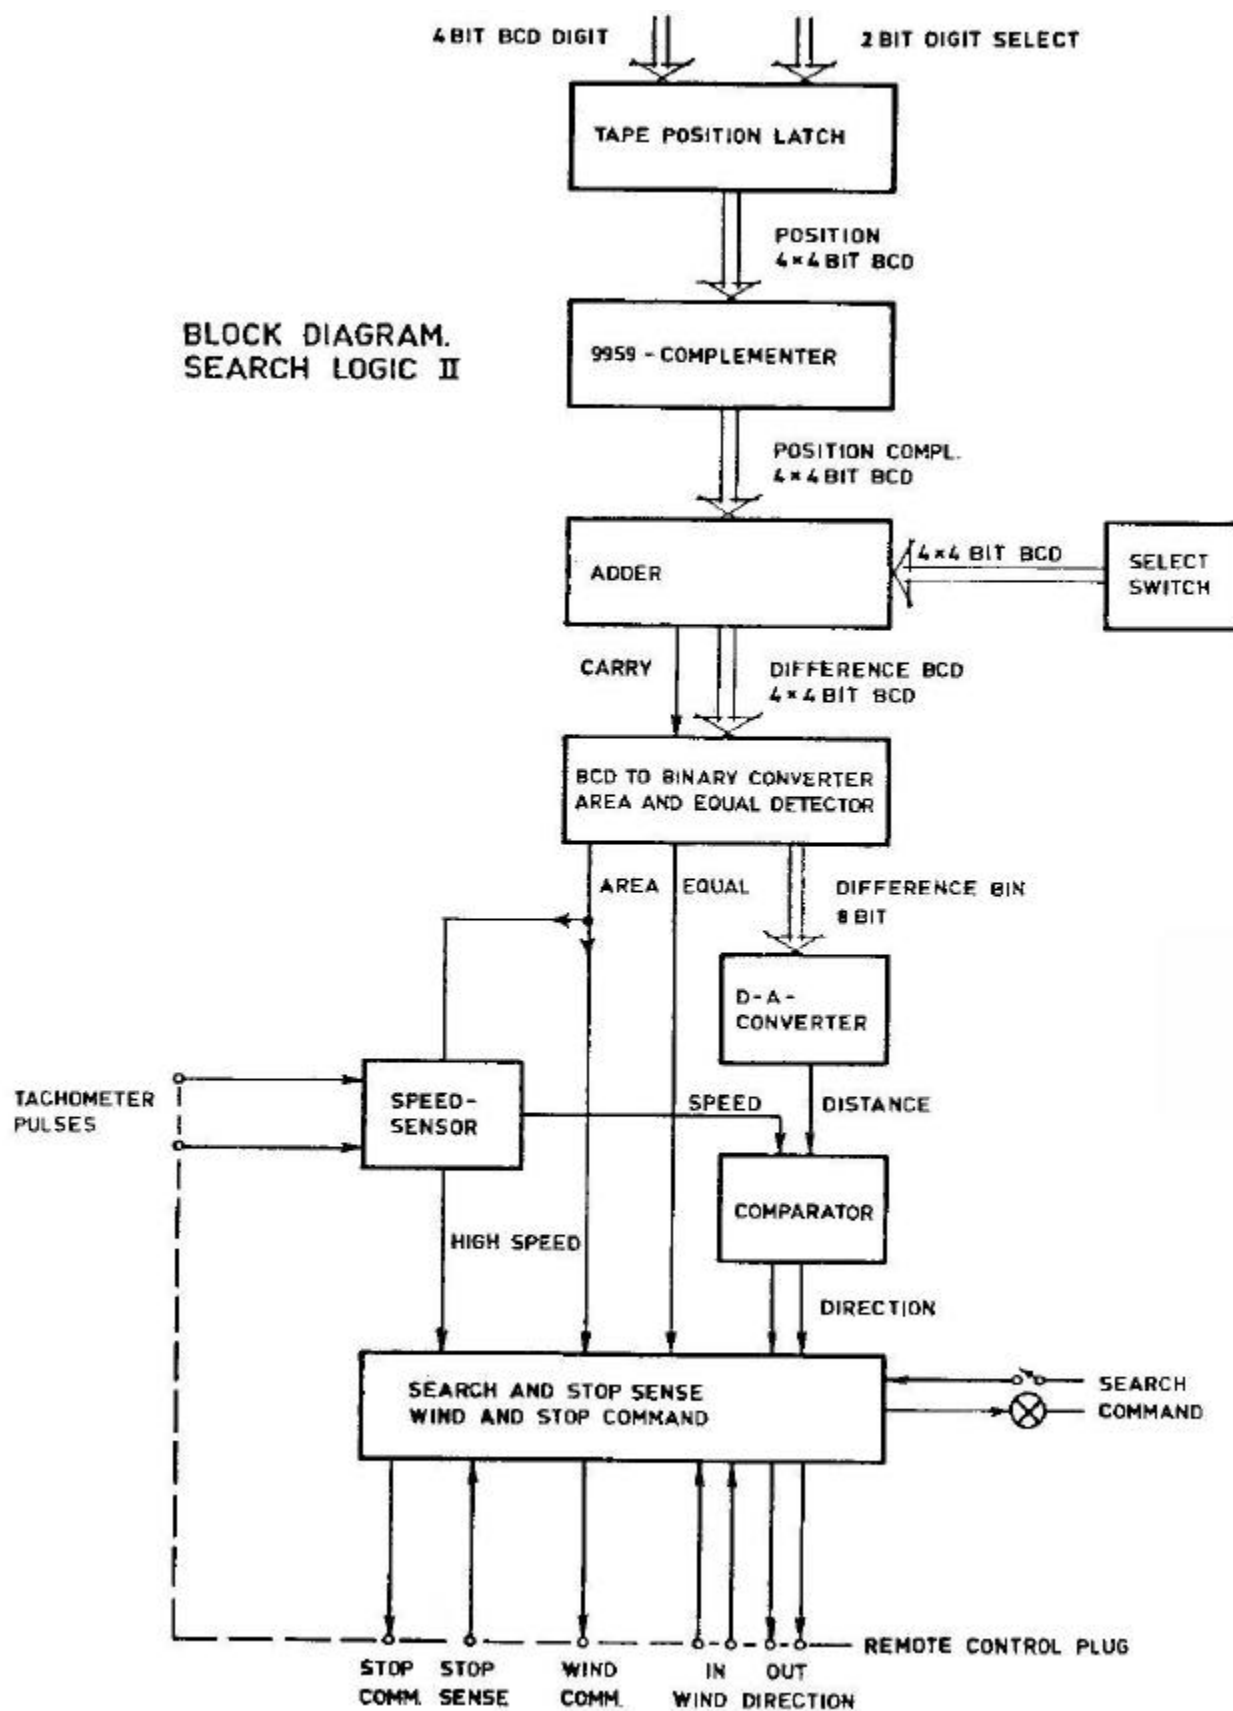 4 BIT BCD DIGIT
2 BIT DIGIT SELECT
TAPE POSITION LATCH
POSITION
4×4 BIT BCD
BLOCK DIAGRAM.
SEARCH LOGIC II
9959 - COMPLEMENTER
POSITION COMPL.
4×4 BIT BCD
4×4 BIT BCD
ADDER
SELECT
SWITCH
CARRY
DIFFERENCE BCD
4×4 BIT BCD
BCD TO BINARY CONVERTER
AREA AND EQUAL DETECTOR
AREA
EQUAL
DIFFERENCE BIN
8 BIT
D-A-
CONVERTER
TACHOMETER
PULSES
SPEED-
SENSOR
SPEED
DISTANCE
COMPARATOR
HIGH SPEED
DIRECTION
SEARCH AND STOP SENSE
WIND AND STOP COMMAND
SEARCH
COMMAND
REMOTE CONTROL PLUG
STOP
COMM.
STOP
SENSE
WIND
COMM.
IN OUT
WIND DIRECTION